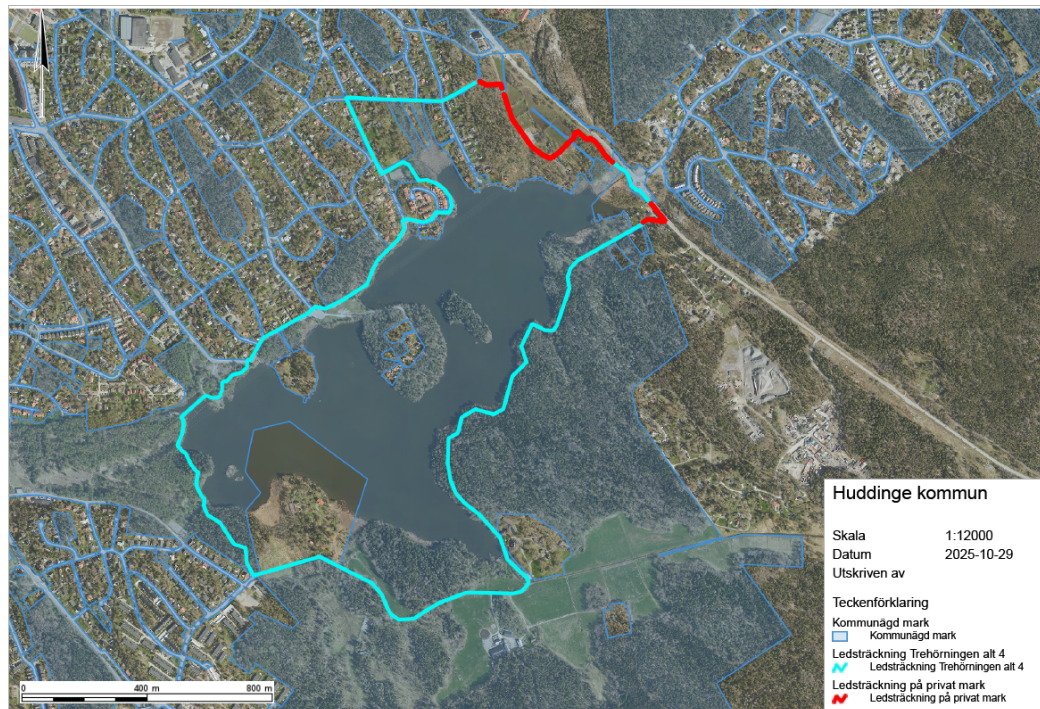 Huddinge kommun
Skala 1:12000
Datum 2025-10-29
Utskriven av
Teckenförklaring
Kommunägd mark
Kommunägd mark
Ledsträckning Trehörningen alt 4
Ledsträckning Trehörningen alt 4
Ledsträckning på privat mark
Ledsträckning på privat mark
0 400 m 800 m